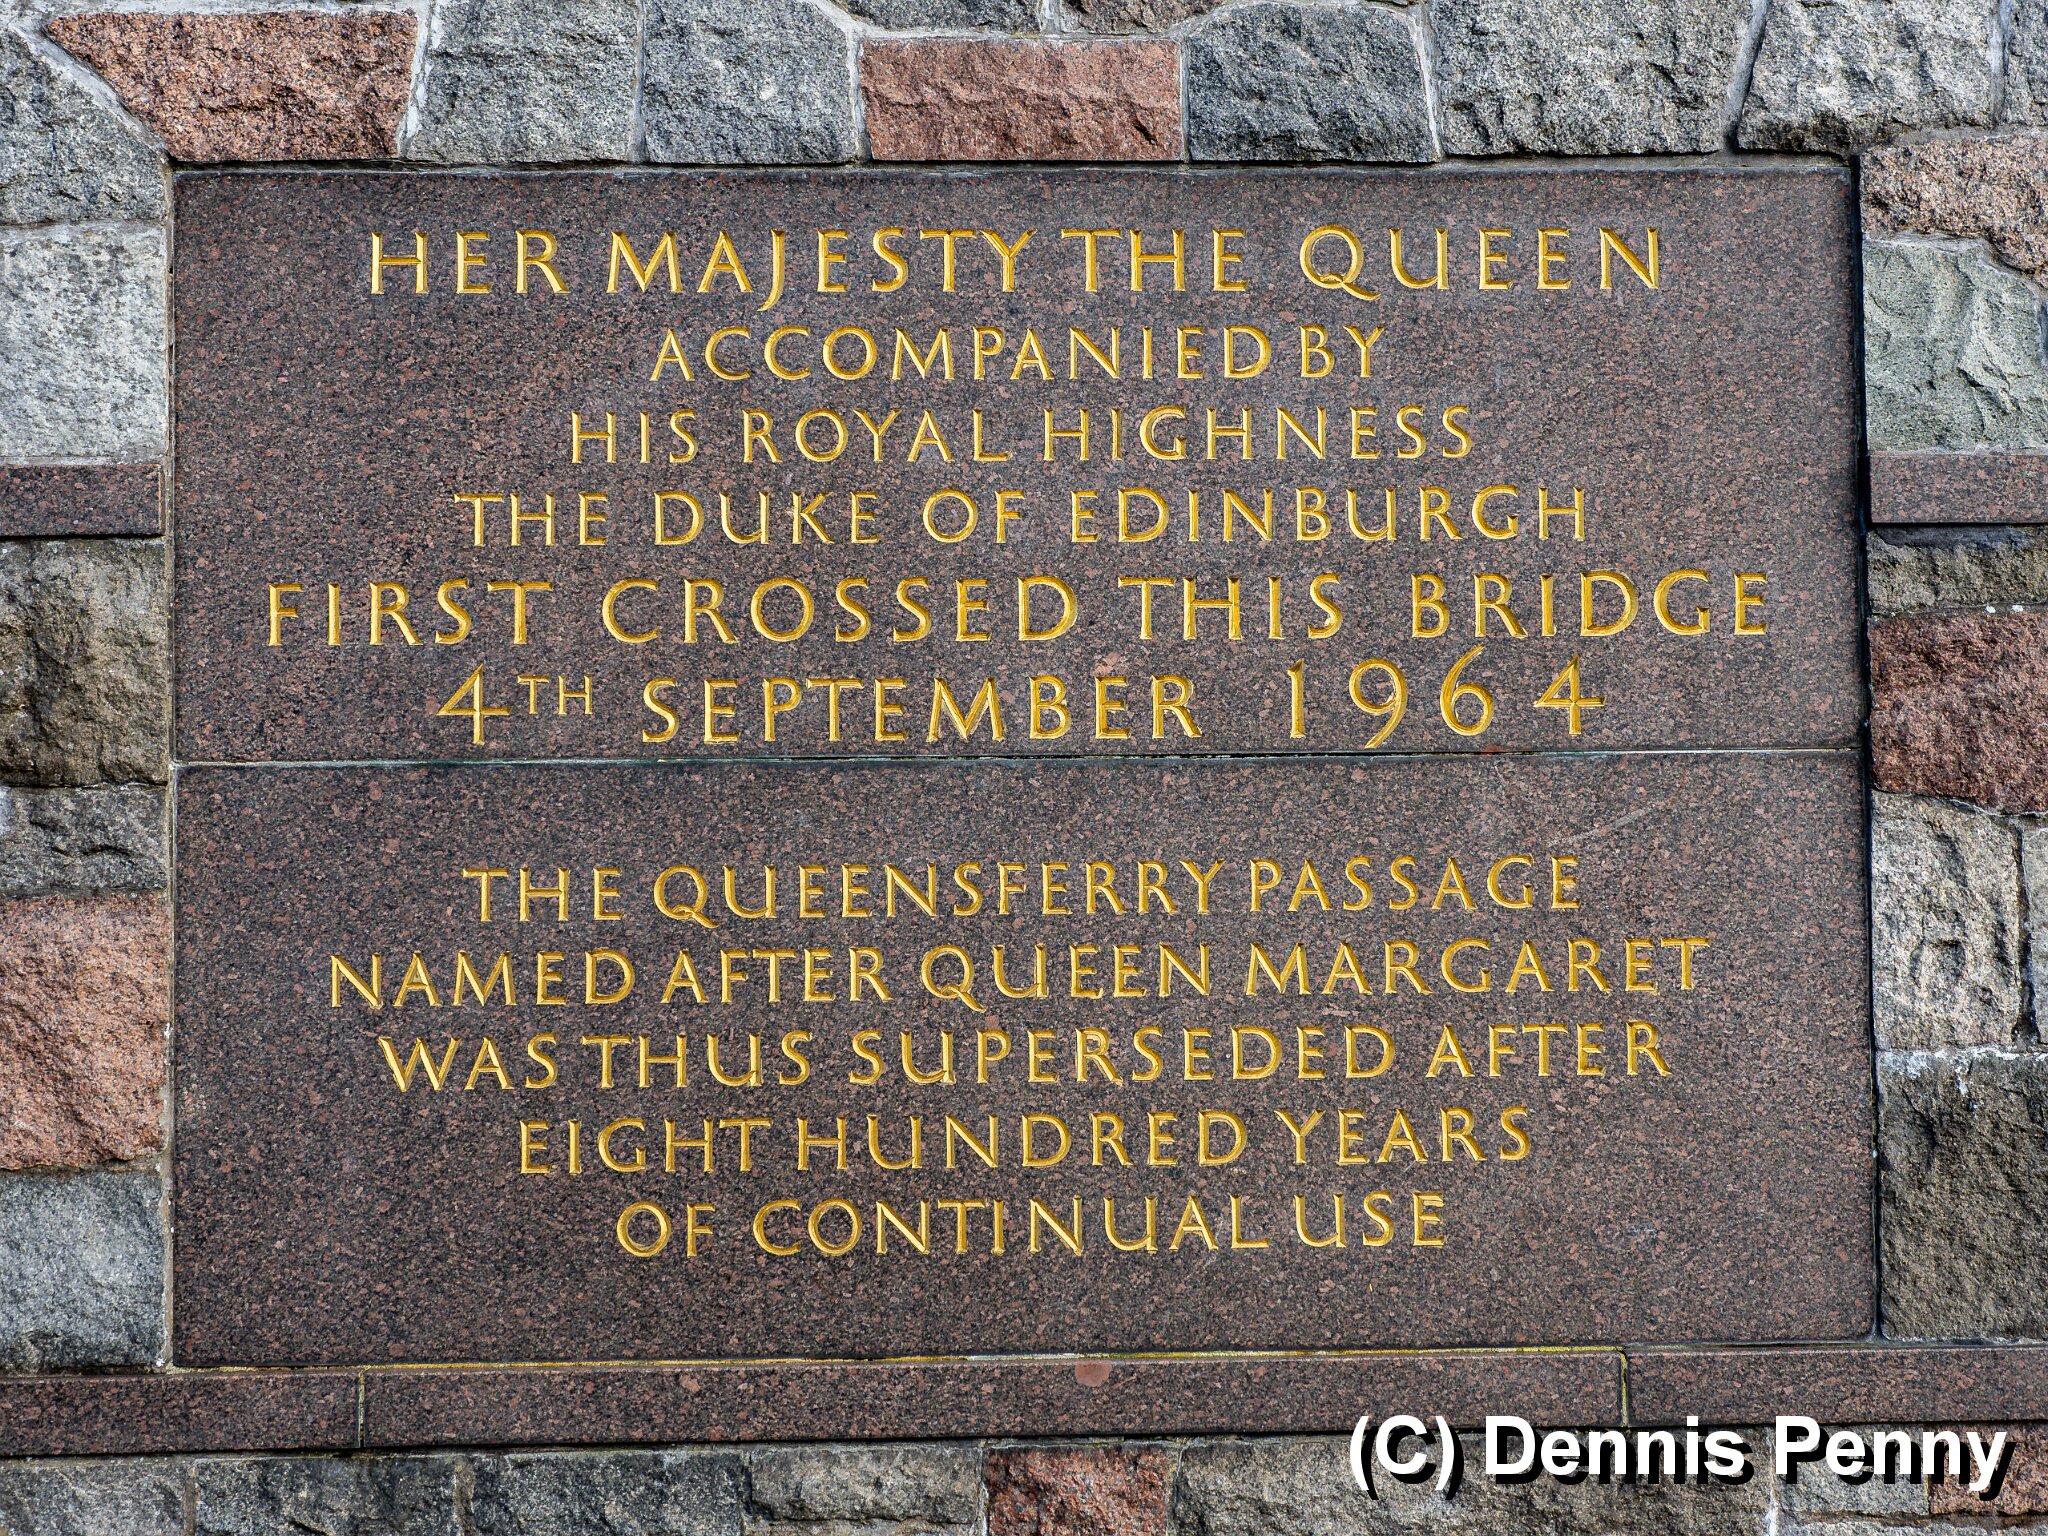 HER MAJESTY THE QUEEN
ACCOMPANIED BY
HIS ROYAL HIGHNESS
THE DUKE OF EDINBURGH
FIRST CROSSED THIS BRIDGE
4TH SEPTEMBER 1964
THE QUEENSFERRY PASSAGE
NAMED AFTER QUEEN MARGARET
WAS THUS SUPERSEDED AFTER
EIGHT HUNDRED YEARS
OF CONTINUAL USE
(C) Dennis Penny